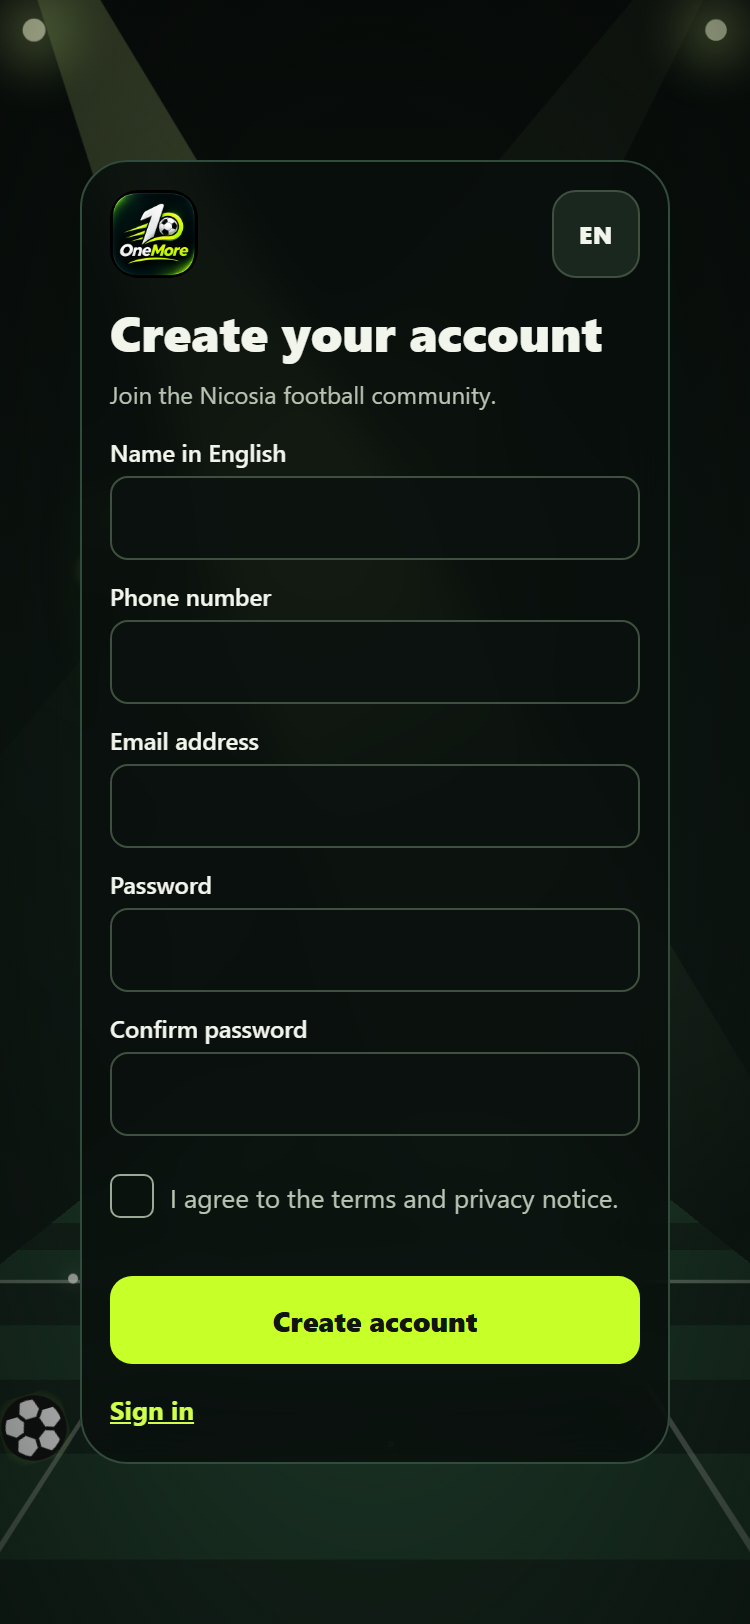 10
OneMore
EN
Create your account
Join the Nicosia football community.
Name in English
Phone number
Email address
Password
Confirm password
I agree to the terms and privacy notice.
Create account
Sign in